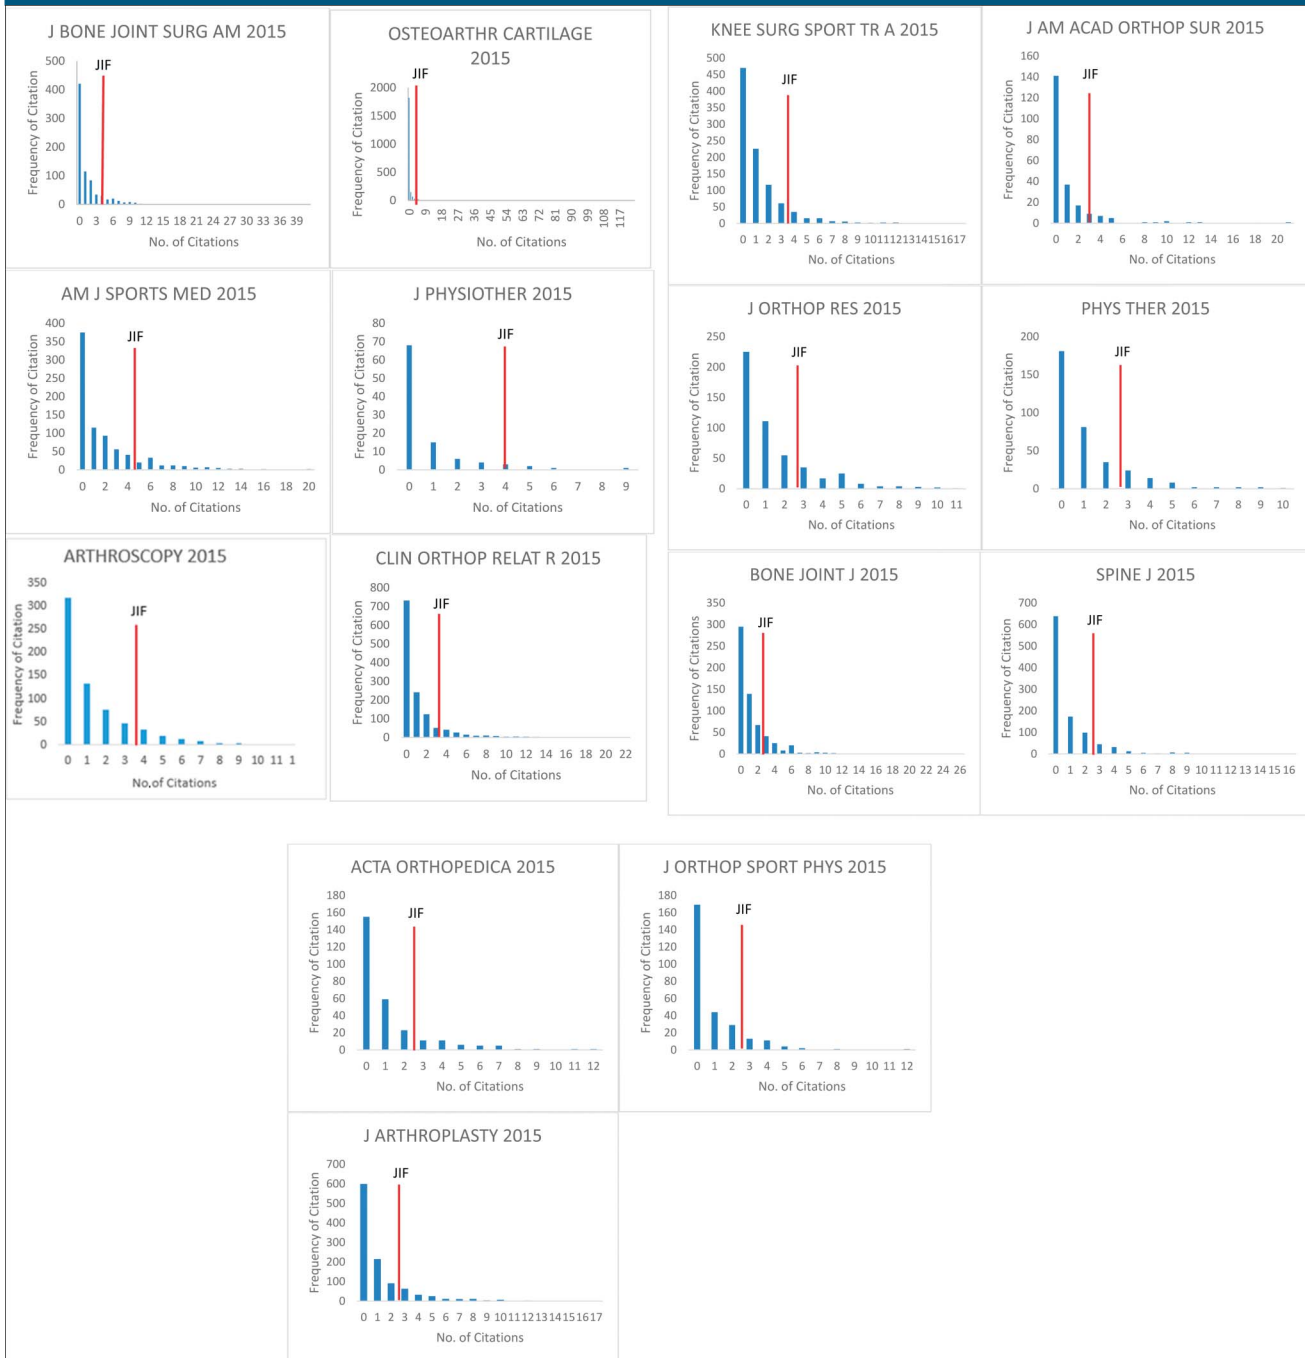 J BONE JOINT SURG AM 2015
JIF
500
400
300
200
100
0
Frequency of Citation
0 3 6 9 12 15 18 21 24 27 30 33 36 39
No. of Citations
OSTEOARTHR CARTILAGE
2015
JIF
2000
1500
1000
500
0
Frequency of Citation
0 9 18 27 36 45 54 63 72 81 90 99 108 117
No. of Citations
KNEE SURG SPORT TR A 2015
JIF
500
450
400
350
300
250
200
150
100
50
0
Frequency of Citation
0 1 2 3 4 5 6 7 8 9 10 11 12 13 14 15 16 17
No. of Citations
J AM ACAD ORTHOP SUR 2015
JIF
160
140
120
100
80
60
40
20
0
Frequency of Citation
0 2 4 6 8 10 12 14 16 18 20
No. of Citations
AM J SPORTS MED 2015
JIF
400
350
300
250
200
150
100
50
0
Frequency of Citation
0 2 4 6 8 10 12 14 16 18 20
No. of Citations
J PHYSIOTHER 2015
JIF
80
70
60
50
40
30
20
10
0
Frequency of Citation
0 1 2 3 4 5 6 7 8 9
No. of Citations
J ORTHOP RES 2015
JIF
250
200
150
100
50
0
Frequency of Citation
0 1 2 3 4 5 6 7 8 9 10 11
No. of Citations
PHYS THER 2015
JIF
200
150
100
50
0
Frequency of Citation
0 1 2 3 4 5 6 7 8 9 10
No. of Citations
ARTHROSCOPY 2015
JIF
350
300
250
200
150
100
50
0
Frequency of Citation
0 1 2 3 4 5 6 7 8 9 10 11 1
No.of Citations
CLIN ORTHOP RELAT R 2015
JIF
800
700
600
500
400
300
200
100
0
Frequency of Citation
0 2 4 6 8 10 12 14 16 18 20 22
No. of Citations
BONE JOINT J 2015
JIF
350
300
250
200
150
100
50
0
Frequency of Citations
0 2 4 6 8 10 12 14 16 18 20 22 24 26
No. of Citations
SPINE J 2015
JIF
700
600
500
400
300
200
100
0
Frequency of Citation
0 1 2 3 4 5 6 7 8 9 10 11 12 13 14 15 16
No. of Citations
ACTA ORTHOPEDICA 2015
JIF
180
160
140
120
100
80
60
40
20
0
Frequency of Citation
0 1 2 3 4 5 6 7 8 9 10 11 12
No. of Citations
J ORTHOP SPORT PHYS 2015
JIF
180
160
140
120
100
80
60
40
20
0
Frequency of Citation
0 1 2 3 4 5 6 7 8 9 10 11 12
No. of Citations
J ARTHROPLASTY 2015
JIF
700
600
500
400
300
200
100
0
Frequency of Citation
0 1 2 3 4 5 6 7 8 9 10 11 12 13 14 15 16 17
No. of Citations